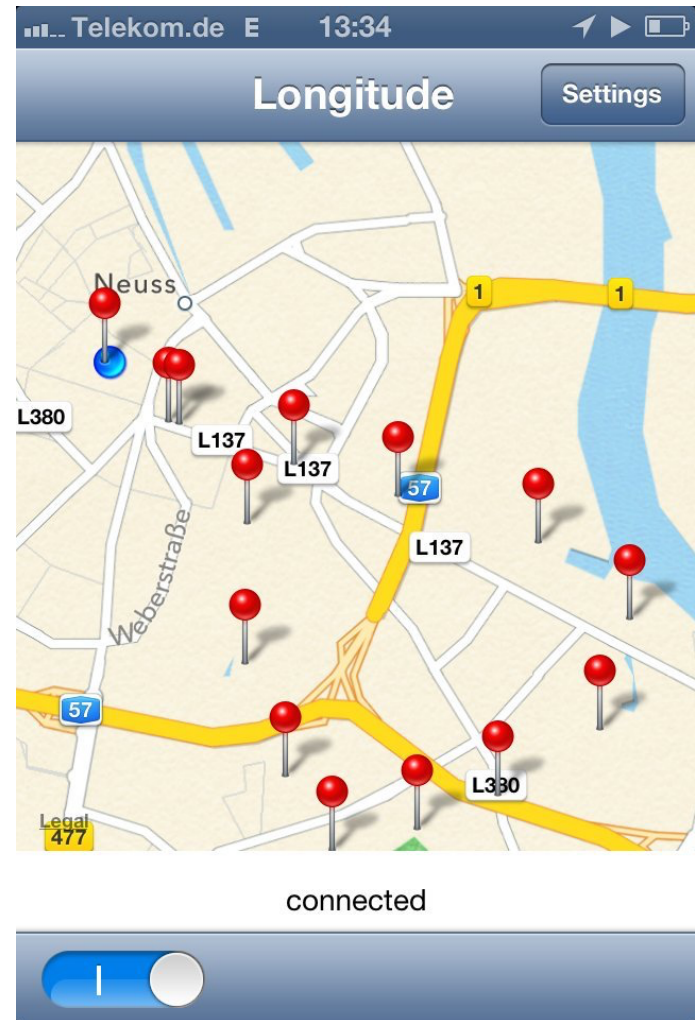 Telekom.de E 13:34
Longitude
Settings
Neuss
1
1
L380
L137
L137
57
L137
Weberstraße
57
L380
Legal
477
connected